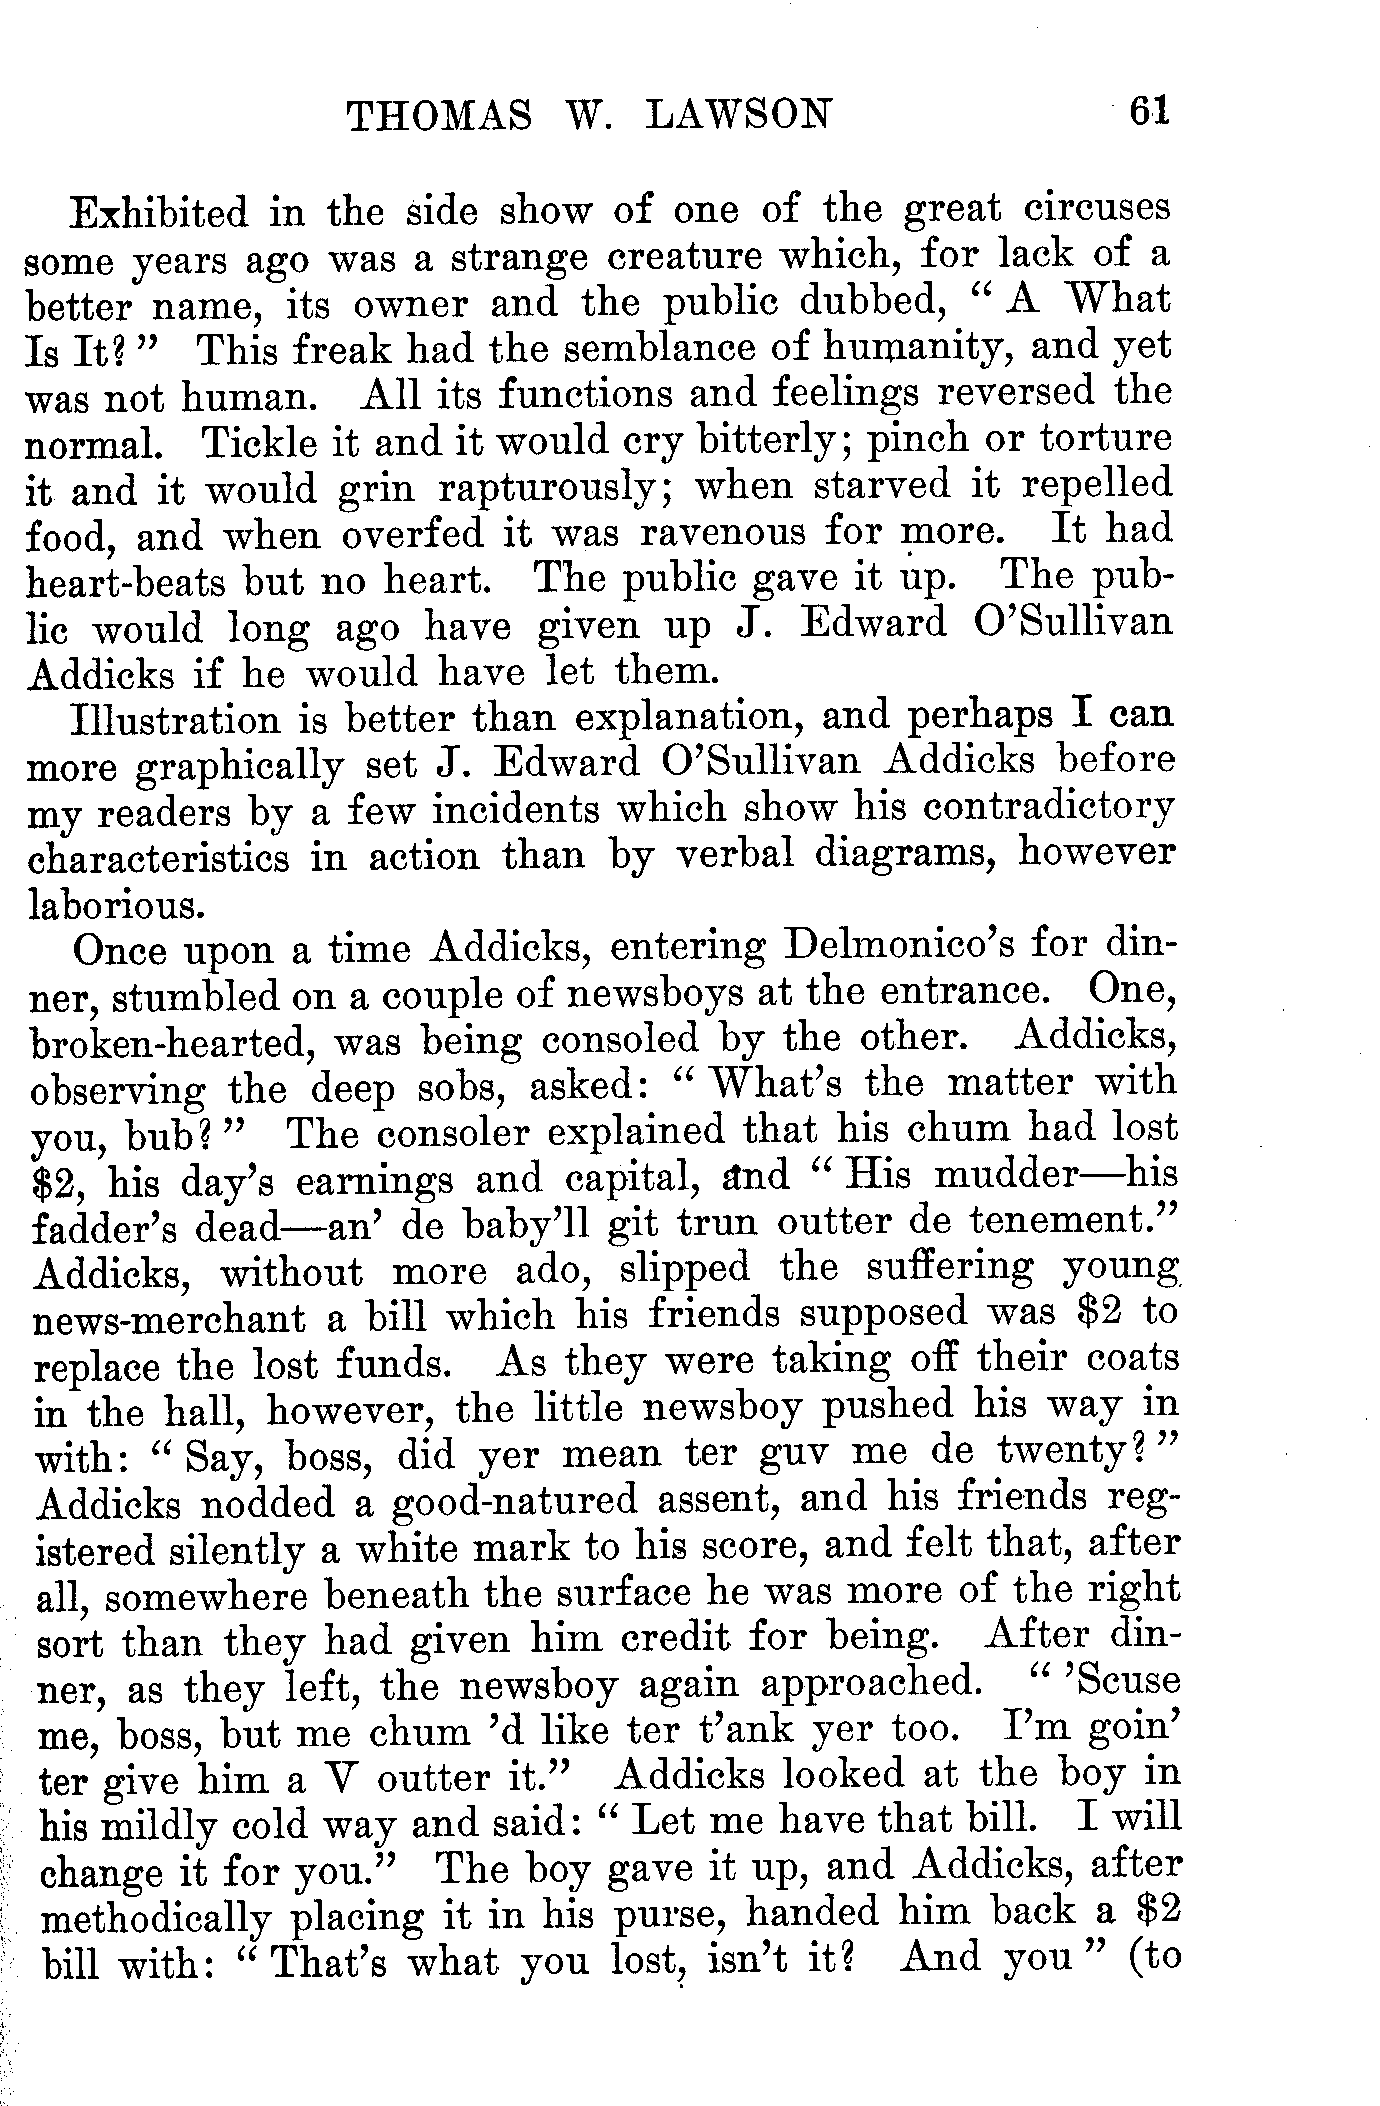 THOMAS W. LAWSON 61
Exhibited in the side show of one of the great circuses
some years ago was a strange creature which, for lack of a
better name, its owner and the public dubbed, “ A What
Is It? ” This freak had the semblance of humanity, and yet
was not human. All its functions and feelings reversed the
normal. Tickle it and it would cry bitterly; pinch or torture
it and it would grin rapturously; when starved it repelled
food, and when overfed it was ravenous for more. It had
heart-beats but no heart. The public gave it up. The pub-
lic would long ago have given up J. Edward O’Sullivan
Addicks if he would have let them.
Illustration is better than explanation, and perhaps I can
more graphically set J. Edward O’Sullivan Addicks before
my readers by a few incidents which show his contradictory
characteristics in action than by verbal diagrams, however
laborious.
Once upon a time Addicks, entering Delmonico’s for din-
ner, stumbled on a couple of newsboys at the entrance. One,
broken-hearted, was being consoled by the other. Addicks,
observing the deep sobs, asked: “ What’s the matter with
you, bub? ” The consoler explained that his chum had lost
$2, his day’s earnings and capital, and “ His mudder—his
fadder’s dead—an’ de baby’ll git trun outter de tenement.”
Addicks, without more ado, slipped the suffering young
news-merchant a bill which his friends supposed was $2 to
replace the lost funds. As they were taking off their coats
in the hall, however, the little newsboy pushed his way in
with: “ Say, boss, did yer mean ter guv me de twenty? ”
Addicks nodded a good-natured assent, and his friends reg-
istered silently a white mark to his score, and felt that, after
all, somewhere beneath the surface he was more of the right
sort than they had given him credit for being. After din-
ner, as they left, the newsboy again approached. “ ’Scuse
me, boss, but me chum ’d like ter t’ank yer too. I’m goin’
ter give him a V outter it.” Addicks looked at the boy in
his mildly cold way and said: “ Let me have that bill. I will
change it for you.” The boy gave it up, and Addicks, after
methodically placing it in his purse, handed him back a $2
bill with: “ That’s what you lost, isn’t it? And you ” (to